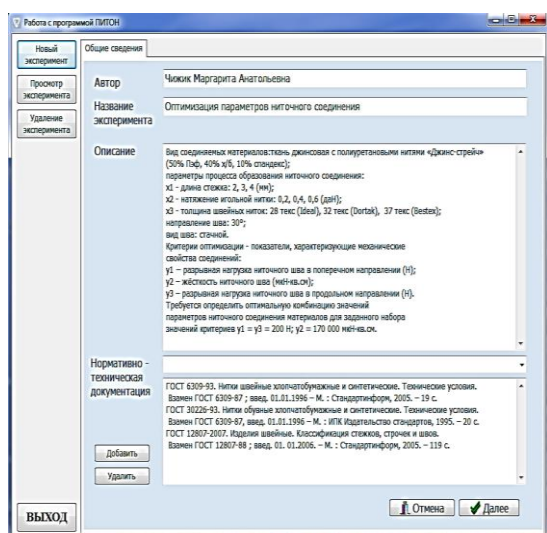 Работа с программой ПИТОН
Новый
эксперимент
Просмотр
эксперимента
Удаление
эксперимента
Общие сведения
Автор
Чижик Маргарита Анатольевна
Название
эксперимента
Оптимизация параметров ниточного соединения
Описание
Вид соединяемых материалов:ткань джинсовая с полиуретановыми нитями «Джинс-стрейч»
(50% Пэф, 40% х/б, 10% спандекс);
параметры процесса образования ниточного соединения:
x1 - длина стежка: 2, 3, 4 (мм);
x2 - натяжение игольной нитки: 0,2, 0,4, 0,6 (даН);
x3 - толщина швейных ниток: 28 текс (Ideal), 32 текс (Dortak), 37 текс (Bestex);
направление шва: 30°;
вид шва: стачной.
Критерии оптимизации - показатели, характеризующие механические
свойства соединений:
y1 – разрывная нагрузка ниточного шва в поперечном направлении (Н);
y2 – жёсткость ниточного шва (мкН-кв.см);
y3 – разрывная нагрузка ниточного шва в продольном направлении (Н).
Требуется определить оптимальную комбинацию значений
параметров ниточного соединения материалов для заданного набора
значений критериев y1 = y3 = 200 Н; y2 = 170 000 мкН-кв.см.
Нормативно -
техническая
документация
ГОСТ 6309-93. Нитки швейные хлопчатобумажные и синтетические. Технические условия.
Взамен ГОСТ 6309-87 ; введ. 01.01.1996 – М. : Стандартинформ, 2005. – 19 с.
ГОСТ 30226-93. Нитки обувные хлопчатобумажные и синтетические. Технические условия.
Взамен ГОСТ 6309-87, введ. 01.01.1996 – М. : ИПК Издательство стандартов, 1995. – 20 с.
ГОСТ 12807-2007. Изделия швейные. Классификация стежков, строчек и швов.
Взамен ГОСТ 12807-88 ; введ. 01. 01.2006. – М. : Стандартинформ, 2005. – 119 с.
Добавить
Удалить
ВЫХОД
Отмена
Далее